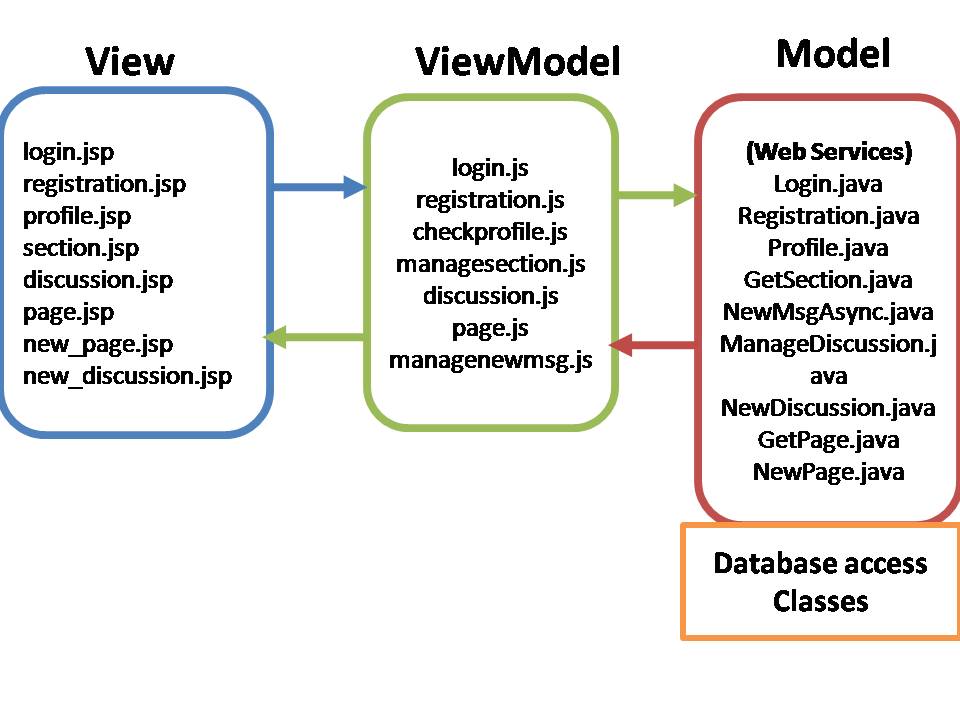 View
login.jsp
registration.jsp
profile.jsp
section.jsp
discussion.jsp
page.jsp
new_page.jsp
new_discussion.jsp
ViewModel
login.js
registration.js
checkprofile.js
managesection.js
discussion.js
page.js
managenewmsg.js
Model
(Web Services)
Login.java
Registration.java
Profile.java
GetSection.java
NewMsgAsync.java
ManageDiscussion.j
ava
NewDiscussion.java
GetPage.java
NewPage.java
Database access
Classes